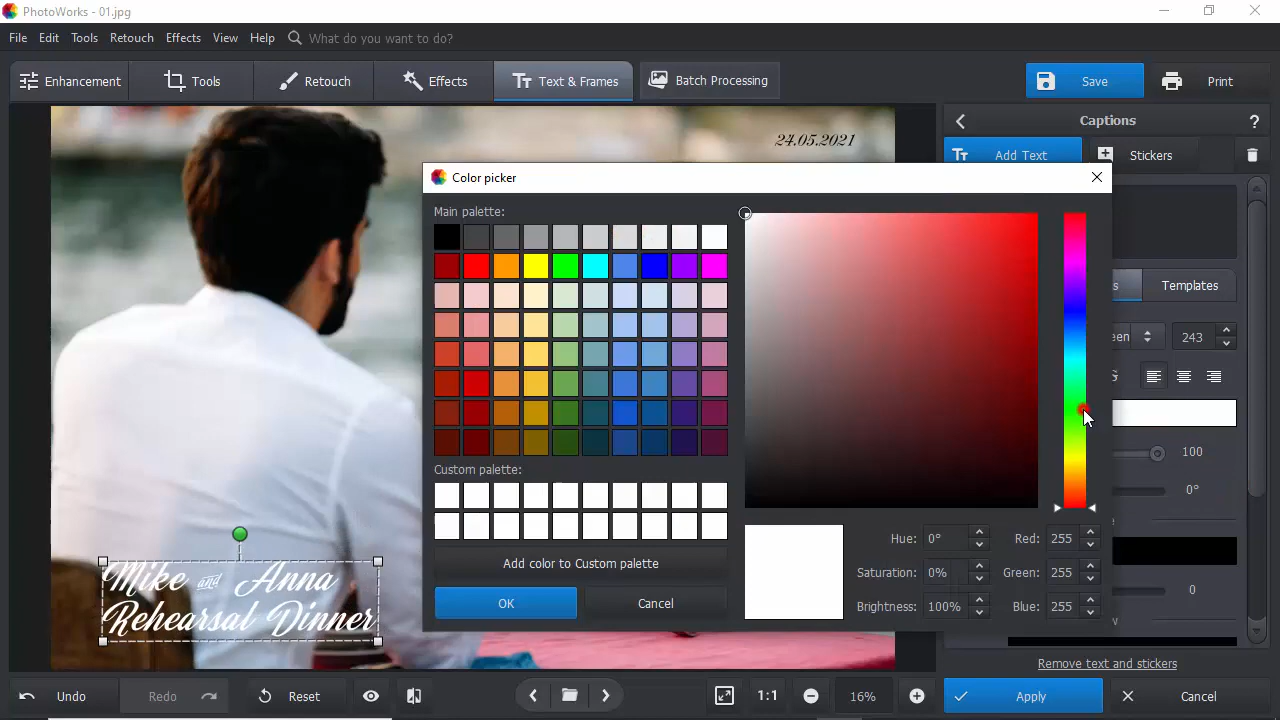 PhotoWorks - 01.jpg
File Edit Tools Retouch Effects View Help What do you want to do?
Enhancement Tools Retouch Effects Text & Frames Batch Processing Save Print
Captions ?
24.05.2021
Add Text Stickers
Color picker
Main palette:
Templates
243
100
0°
Custom palette:
Add color to Custom palette
OK Cancel
Hue: 0° Red: 255
Saturation: 0% Green: 255
Brightness: 100% Blue: 255
0
Mike and Anna
Rehearsal Dinner
Remove text and stickers
Undo Redo Reset 1:1 16% Apply Cancel